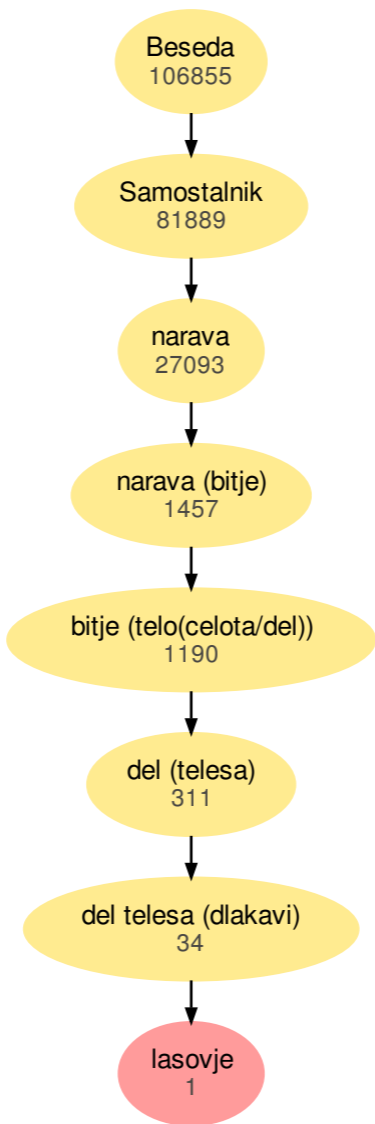 Beseda
106855
Samostalnik
81889
narava
27093
narava (bitje)
1457
bitje (telo(celota/del))
1190
del (telesa)
311
del telesa (dlakavi)
34
lasovje
1